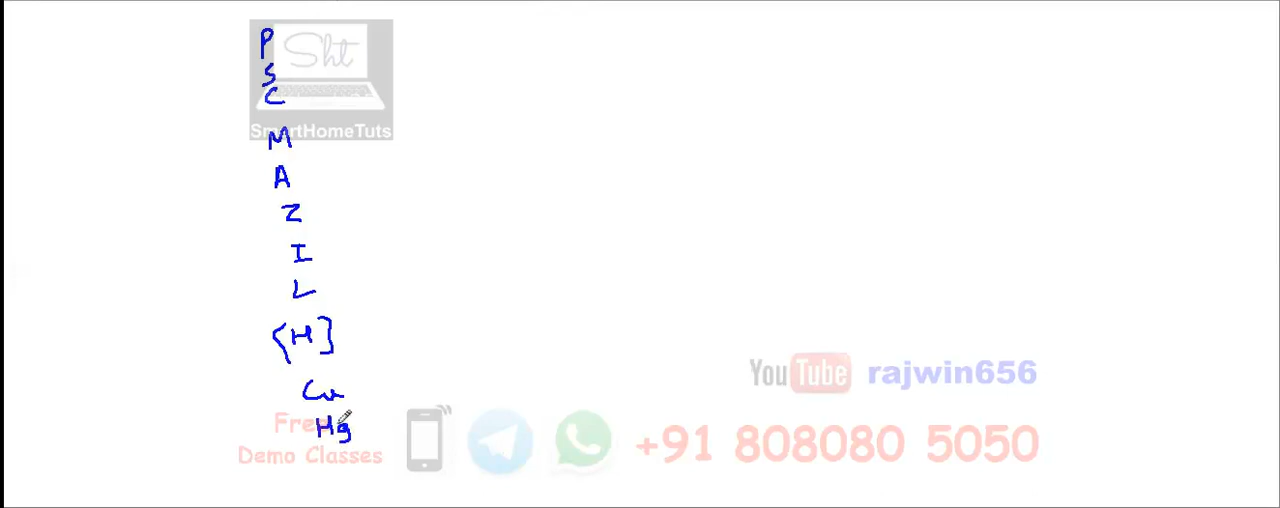 P
Sht
S
C
SmartHomeTuts
M
A
Z
I
L
[H]
YouTube rajwin656
Cu
Free Hg
Demo Classes
+91 808080 5050